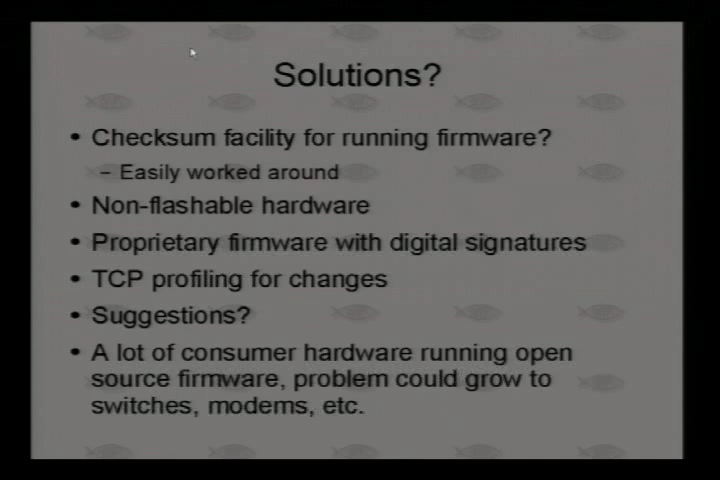 Solutions?
• Checksum facility for running firmware?
– Easily worked around
• Non-flashable hardware
• Proprietary firmware with digital signatures
• TCP profiling for changes
• Suggestions?
• A lot of consumer hardware running open
source firmware, problem could grow to
switches, modems, etc.